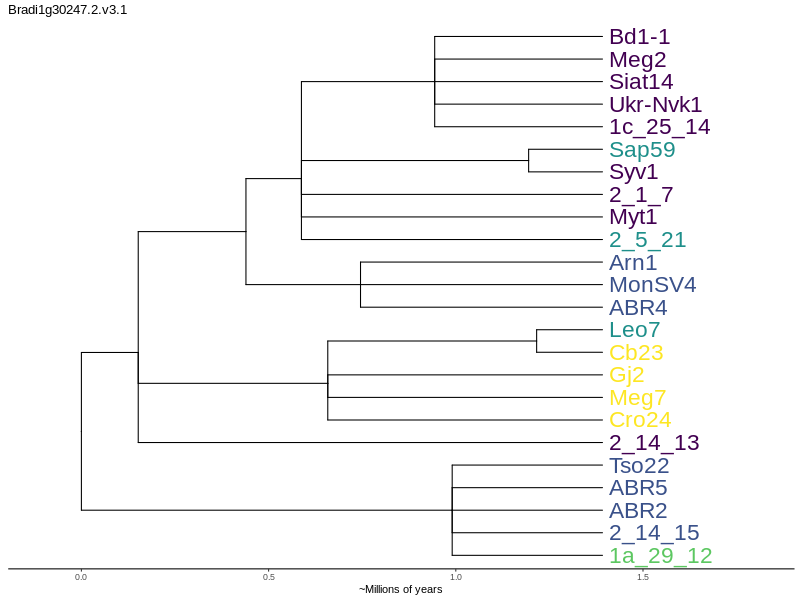 Bradi1g30247.2.v3.1
Bd1-1
Meg2
Siat14
Ukr-Nvk1
1c_25_14
Sap59
Syv1
2_1_7
Myt1
2_5_21
Arn1
MonSV4
ABR4
Leo7
Cb23
Gj2
Meg7
Cro24
2_14_13
Tso22
ABR5
ABR2
2_14_15
1a_29_12
0.0 0.5 1.0 1.5
~Millions of years